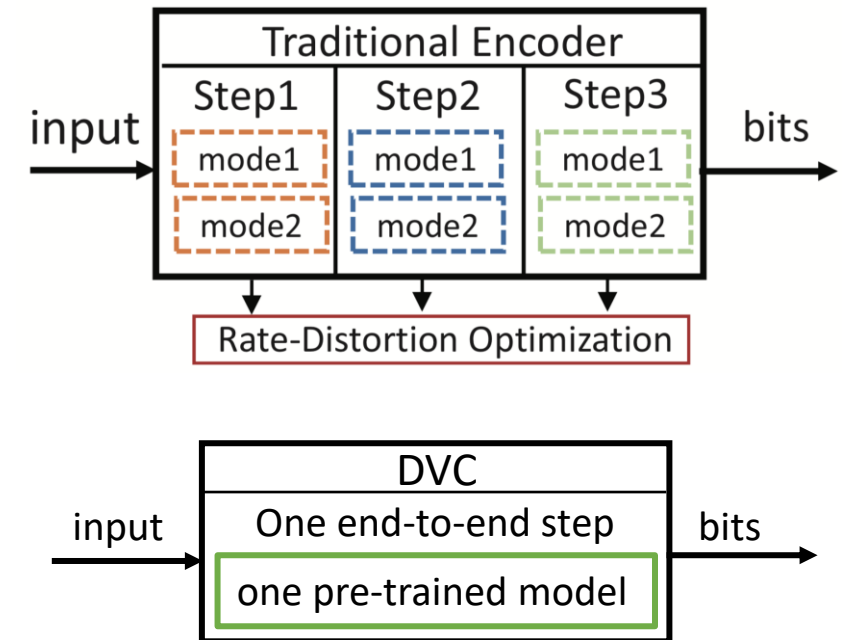 Traditional Encoder
Step1 Step2 Step3
input bits
mode1 mode1 mode1
mode2 mode2 mode2
Rate-Distortion Optimization
DVC
input One end-to-end step bits
one pre-trained model